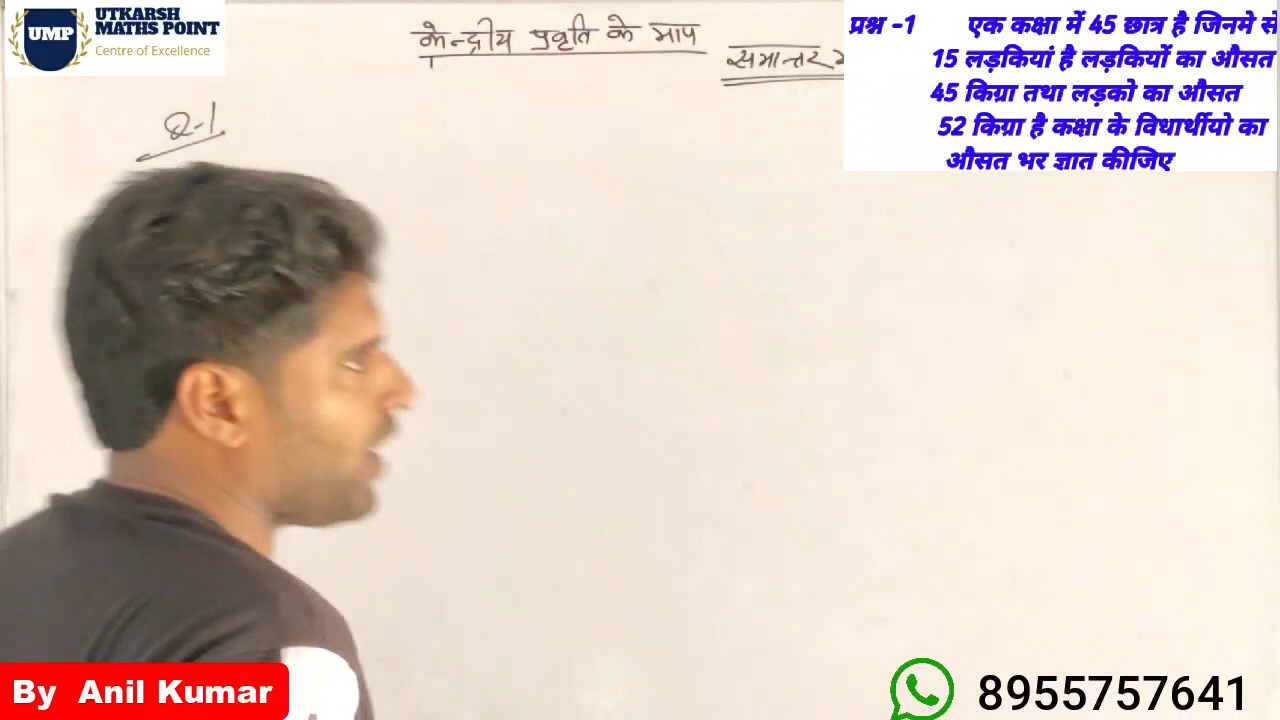 UTKARSH
MATHS POINT
UMP
Centre of Excellence
केन्द्रीय प्रवृति के माप
समान्तर
Q-1
प्रश्न -1 एक कक्षा में 45 छात्र है जिनमे से
15 लड़कियां है लड़कियों का औसत
45 किग्रा तथा लड़को का औसत
52 किग्रा है कक्षा के विधार्थीयो का
औसत भर ज्ञात कीजिए
By Anil Kumar
8955757641